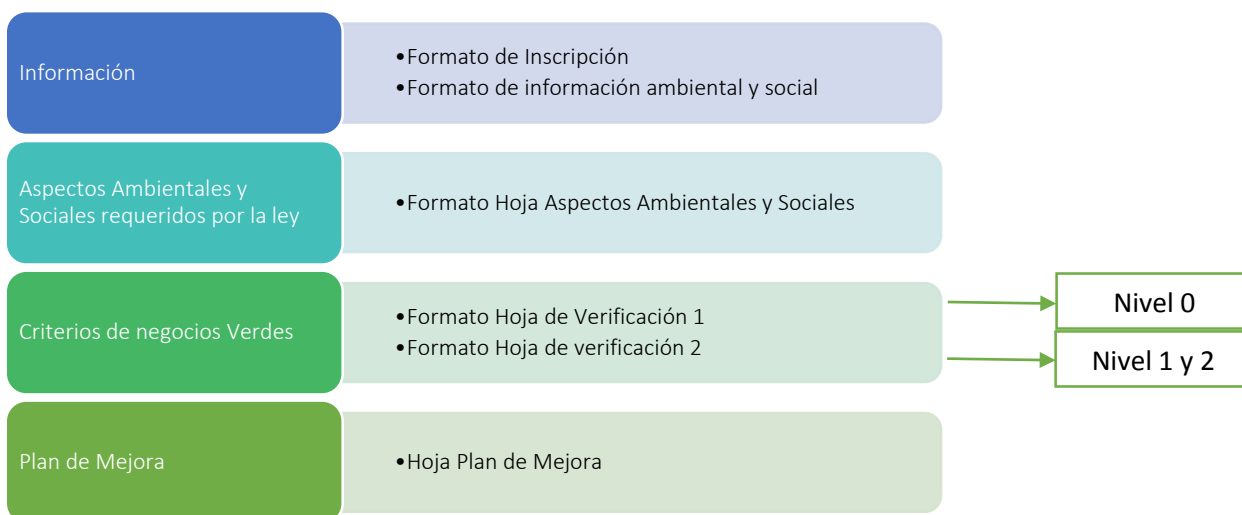 Información
•Formato de Inscripción
•Formato de información ambiental y social
Aspectos Ambientales y
Sociales requeridos por la ley
•Formato Hoja Aspectos Ambientales y Sociales
Criterios de negocios Verdes
•Formato Hoja de Verificación 1
•Formato Hoja de verificación 2
Nivel 0
Nivel 1 y 2
Plan de Mejora
•Hoja Plan de Mejora